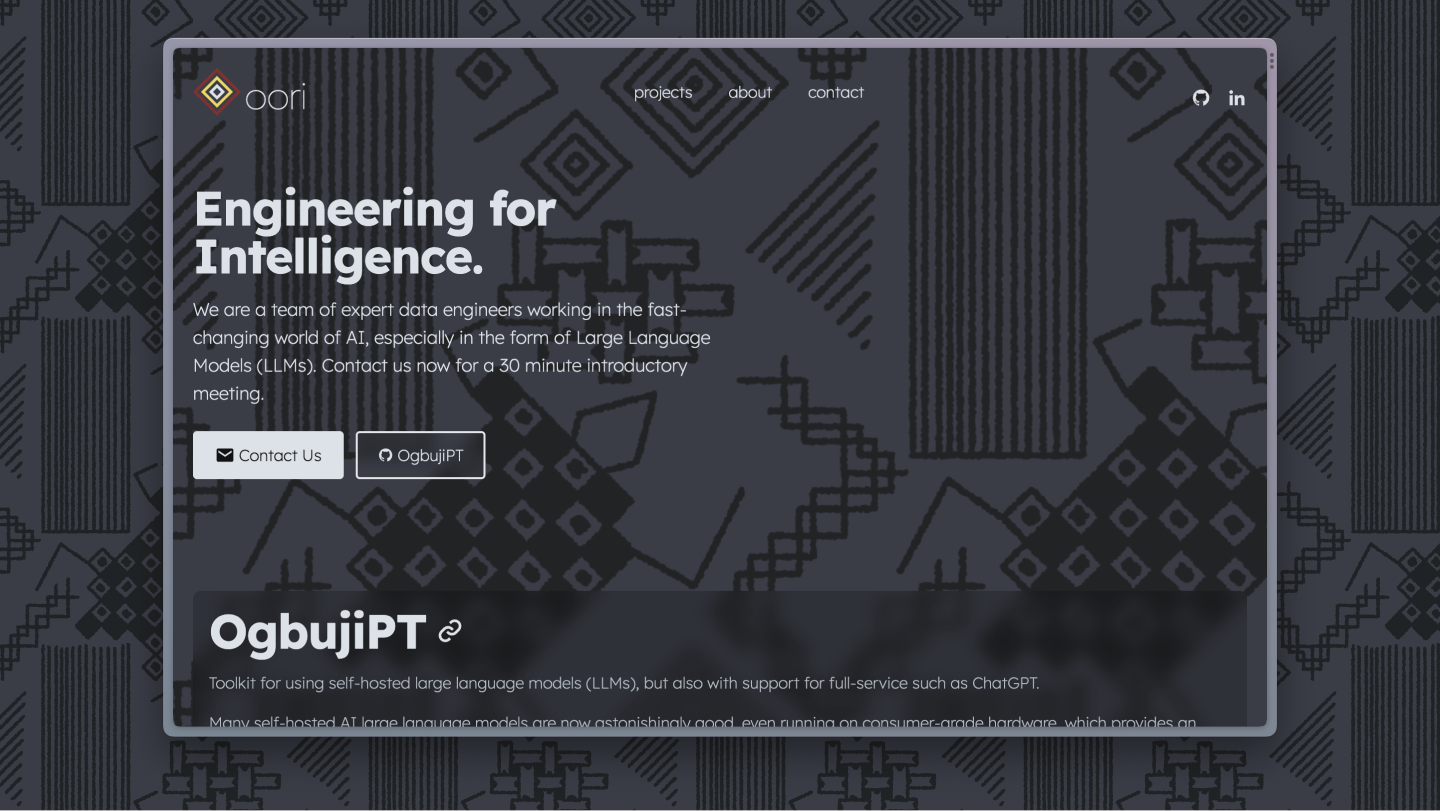 oori
projects about contact
Engineering for
Intelligence.
We are a team of expert data engineers working in the fast-
changing world of AI, especially in the form of Large Language
Models (LLMs). Contact us now for a 30 minute introductory
meeting.
Contact Us OgbujiPT
OgbujiPT
Toolkit for using self-hosted large language models (LLMs), but also with support for full-service such as ChatGPT.
Many self-hosted AI large language models are now astonishingly good, even running on consumer-grade hardware, which provides an